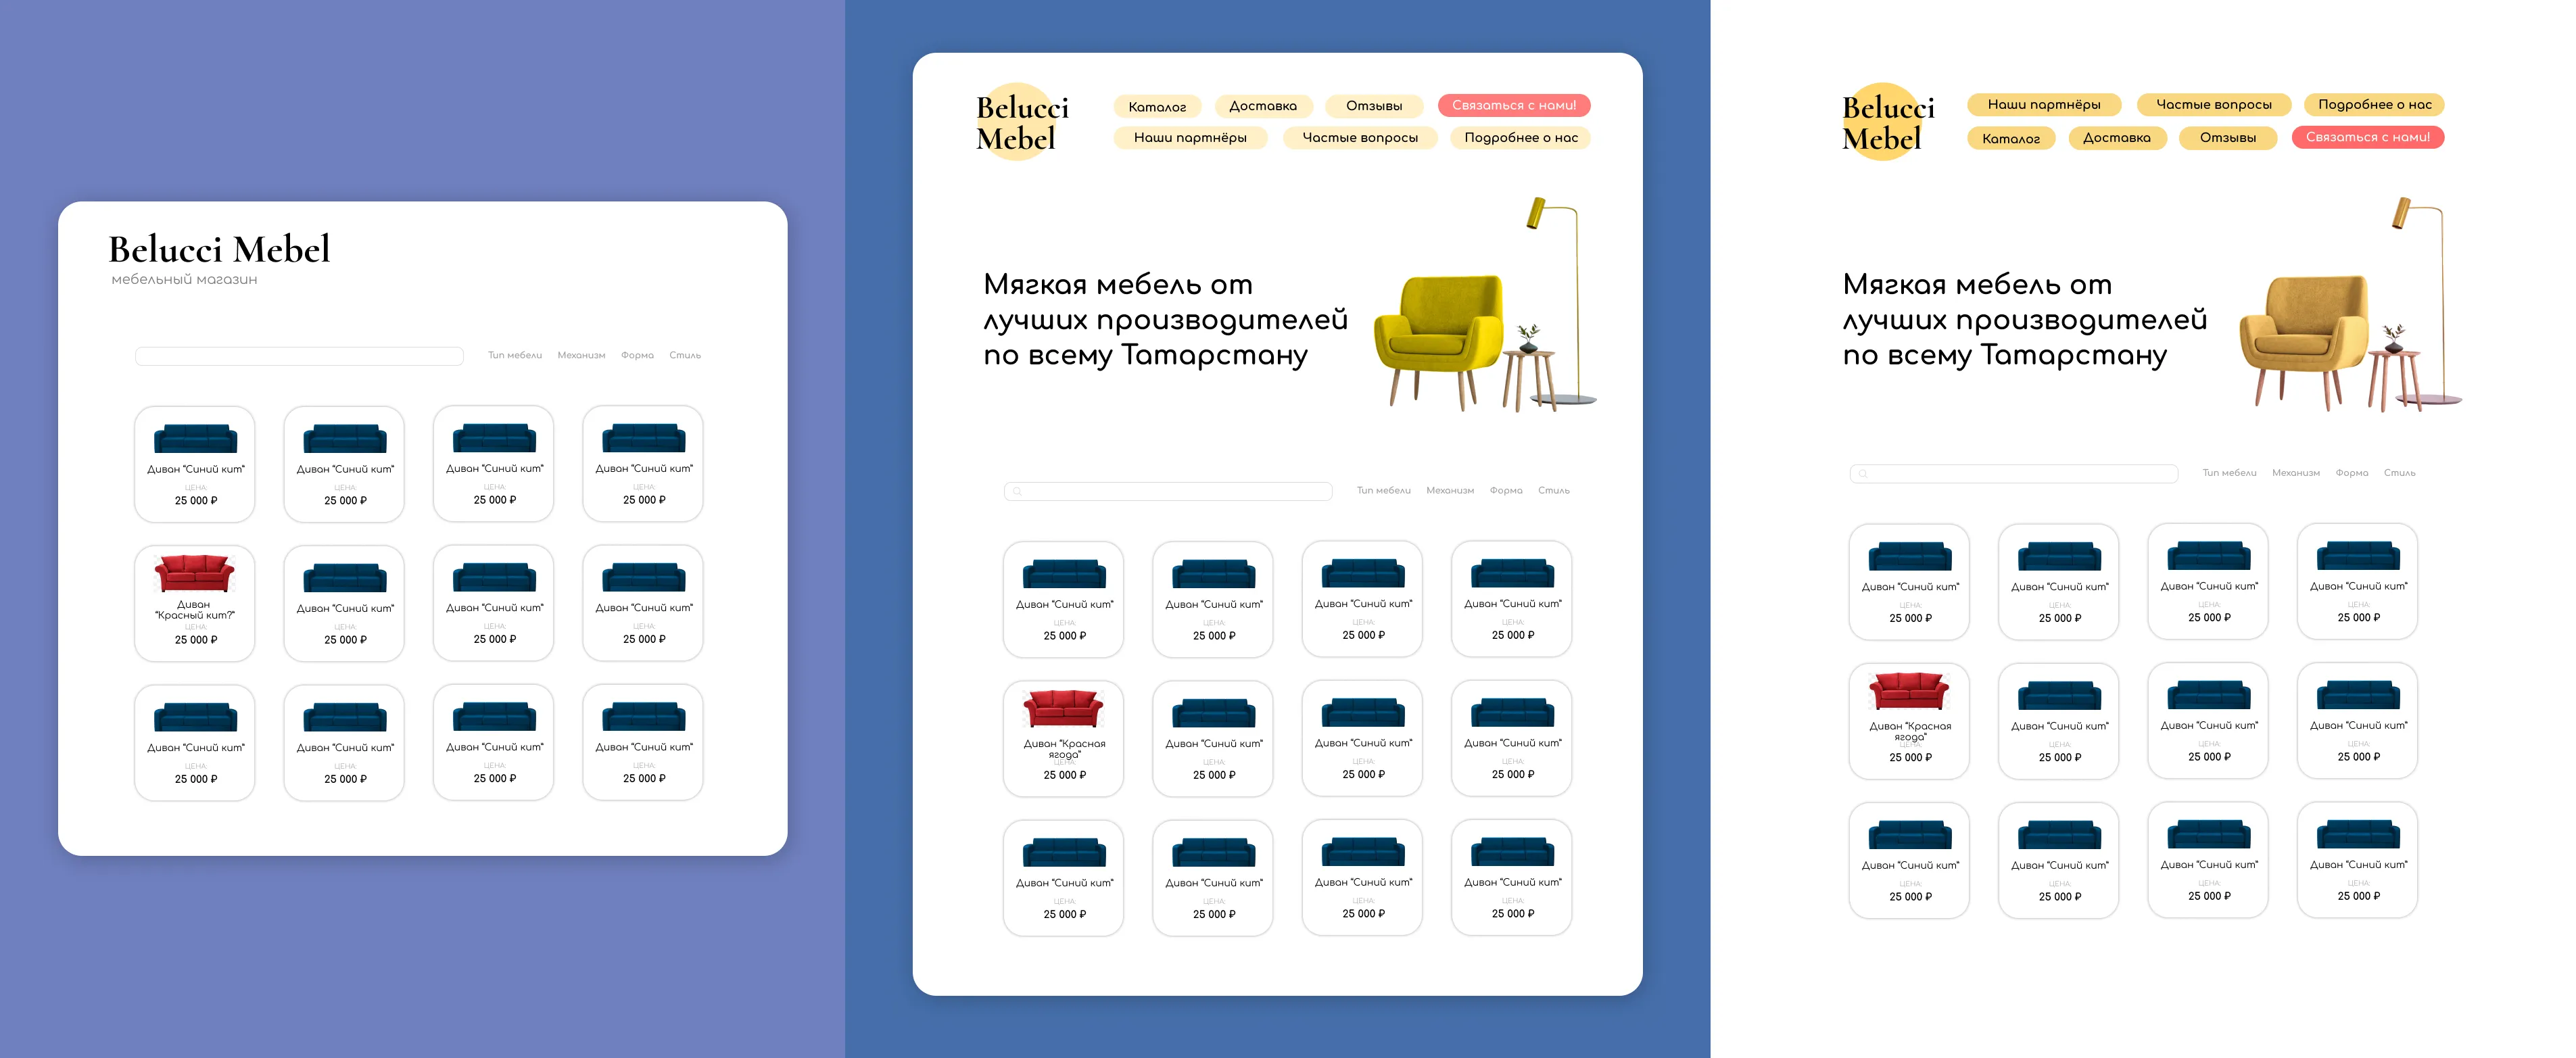 Belucci Mebel
мебельный магазин
Тип мебели Механизм Форма Стиль
Диван "Синий кит" Диван "Синий кит" Диван "Синий кит" Диван "Синий кит"
ЦЕНА: ЦЕНА: ЦЕНА: ЦЕНА:
25 000 ₽ 25 000 ₽ 25 000 ₽ 25 000 ₽
Диван
"Красный кит?" Диван "Синий кит" Диван "Синий кит" Диван "Синий кит"
ЦЕНА: ЦЕНА: ЦЕНА: ЦЕНА:
25 000 ₽ 25 000 ₽ 25 000 ₽ 25 000 ₽
Диван "Синий кит" Диван "Синий кит" Диван "Синий кит" Диван "Синий кит"
ЦЕНА: ЦЕНА: ЦЕНА: ЦЕНА:
25 000 ₽ 25 000 ₽ 25 000 ₽ 25 000 ₽
Belucci
Mebel
Каталог Доставка Отзывы Связаться с нами!
Наши партнёры Частые вопросы Подробнее о нас
Мягкая мебель от
лучших производителей
по всему Татарстану
Тип мебели Механизм Форма Стиль
Диван "Синий кит" Диван "Синий кит" Диван "Синий кит" Диван "Синий кит"
ЦЕНА: ЦЕНА: ЦЕНА: ЦЕНА:
25 000 ₽ 25 000 ₽ 25 000 ₽ 25 000 ₽
Диван "Красная Диван "Синий кит" Диван "Синий кит" Диван "Синий кит"
ягода"
ЦЕНА: ЦЕНА: ЦЕНА: ЦЕНА:
25 000 ₽ 25 000 ₽ 25 000 ₽ 25 000 ₽
Диван "Синий кит" Диван "Синий кит" Диван "Синий кит" Диван "Синий кит"
ЦЕНА: ЦЕНА: ЦЕНА: ЦЕНА:
25 000 ₽ 25 000 ₽ 25 000 ₽ 25 000 ₽
Belucci
Mebel
Наши партнёры Частые вопросы Подробнее о нас
Каталог Доставка Отзывы Связаться с нами!
Мягкая мебель от
лучших производителей
по всему Татарстану
Тип мебели Механизм Форма Стиль
Диван "Синий кит" Диван "Синий кит" Диван "Синий кит" Диван "Синий кит"
ЦЕНА: ЦЕНА: ЦЕНА: ЦЕНА:
25 000 ₽ 25 000 ₽ 25 000 ₽ 25 000 ₽
Диван "Красная Диван "Синий кит" Диван "Синий кит" Диван "Синий кит"
ягода"
ЦЕНА: ЦЕНА: ЦЕНА: ЦЕНА:
25 000 ₽ 25 000 ₽ 25 000 ₽ 25 000 ₽
Диван "Синий кит" Диван "Синий кит" Диван "Синий кит" Диван "Синий кит"
ЦЕНА: ЦЕНА: ЦЕНА: ЦЕНА:
25 000 ₽ 25 000 ₽ 25 000 ₽ 25 000 ₽